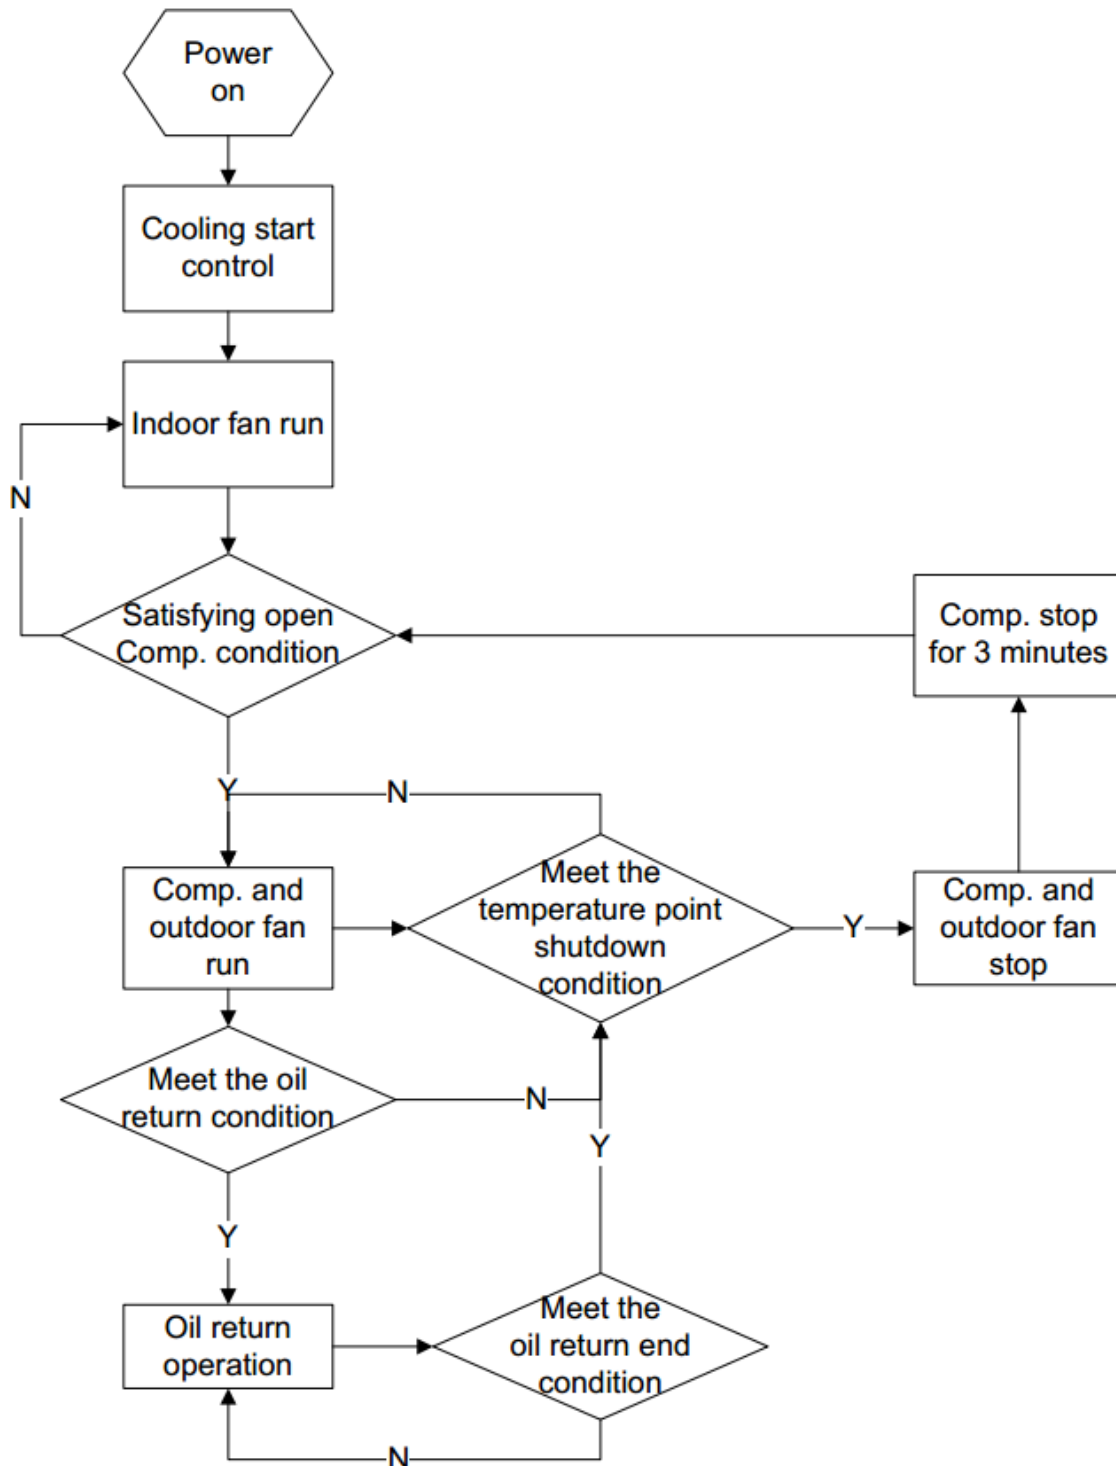 Power
on
Cooling start
control
Indoor fan run
N
Satisfying open
Comp. condition
Comp. stop
for 3 minutes
Y
N
Comp. and
outdoor fan
run
Meet the
temperature point
shutdown
condition
Y
Comp. and
outdoor fan
stop
Meet the oil
return condition
N
Y
Y
Oil return
operation
Meet the
oil return end
condition
N